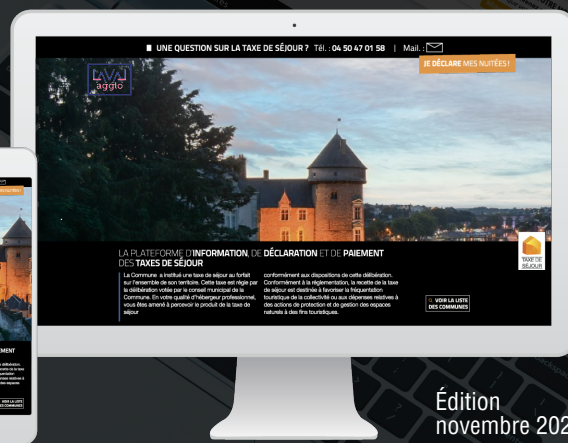 UNE QUESTION SUR LA TAXE DE SÉJOUR ? Tél. : 04 50 47 01 58 | Mail. :
JE DÉCLARE MES NUITÉES !
LAVAL
agglo
LA PLATEFORME D'INFORMATION, DE DÉCLARATION ET DE PAIEMENT
DES TAXES DE SÉJOUR
La Commune a institué une taxe de séjour au forfait
sur l'ensemble de son territoire. Cette taxe est régie par
la délibération votée par le conseil municipal de la
Commune. En votre qualité d'hébergeur professionnel,
vous êtes amené à percevoir le produit de la taxe de
séjour
conformément aux dispositions de cette délibération.
Conformément à la réglementation, la recette de la taxe
de séjour est destinée à favoriser la fréquentation
touristique de la collectivité ou aux dépenses relatives à
des actions de protection et de gestion des espaces
naturels à des fins touristiques.
TAXE DE
SÉJOUR
VOIR LA LISTE
DES COMMUNES
Édition
novembre 202